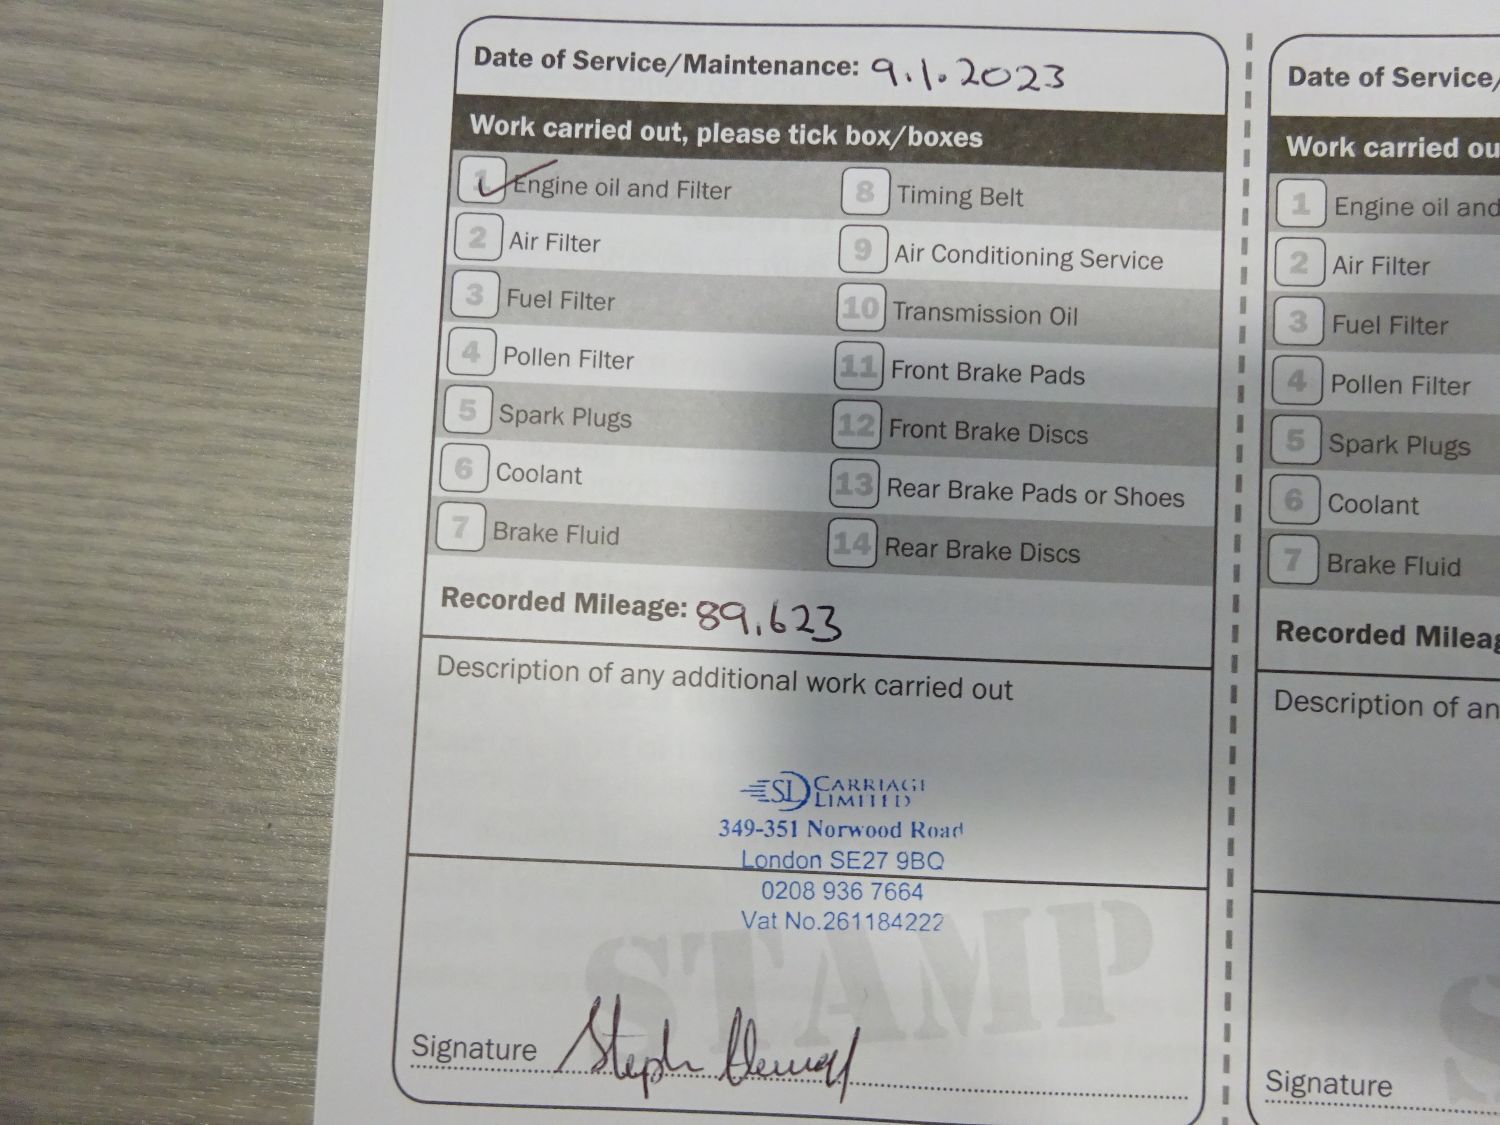 Date of Service/Maintenance: 9.1.2023
Work carried out, please tick box/boxes
1 Engine oil and Filter
2 Air Filter
3 Fuel Filter
4 Pollen Filter
5 Spark Plugs
6 Coolant
7 Brake Fluid
8 Timing Belt
9 Air Conditioning Service
10 Transmission Oil
11 Front Brake Pads
12 Front Brake Discs
13 Rear Brake Pads or Shoes
14 Rear Brake Discs
Recorded Mileage: 89,623
Description of any additional work carried out
SD CARRIAGE
LIMITED
349-351 Norwood Road
London SE27 9BQ
0208 936 7664
Vat No.261184222
STAMP
Signature Steph
Date of Service/
Work carried ou
1 Engine oil and
2 Air Filter
3 Fuel Filter
4 Pollen Filter
5 Spark Plugs
6 Coolant
7 Brake Fluid
Recorded Mileag
Description of an
S
Signature